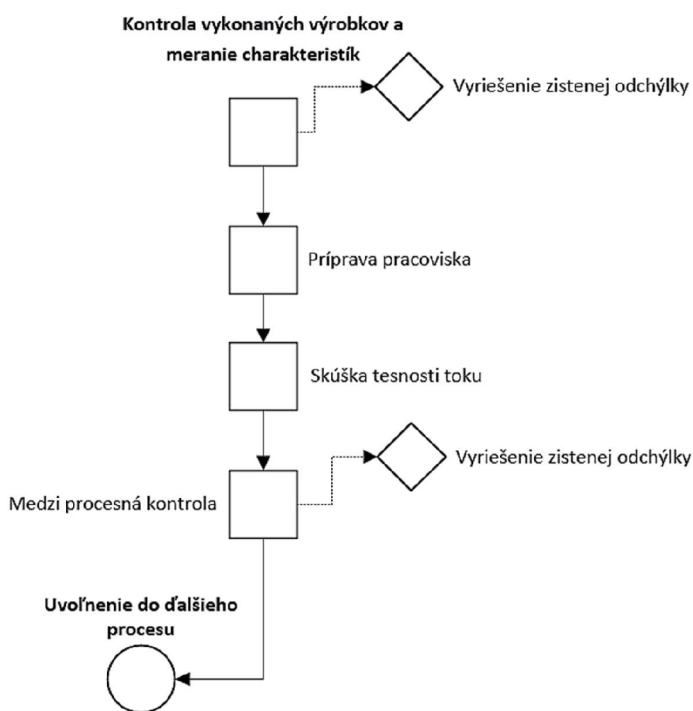 Kontrola vykonaných výrobkov a
meranie charakteristík
Vyriešenie zistenej odchýlky
Príprava pracoviska
Skúška tesnosti toku
Vyriešenie zistenej odchýlky
Medzi procesná kontrola
Uvoľnenie do ďalšieho
procesu